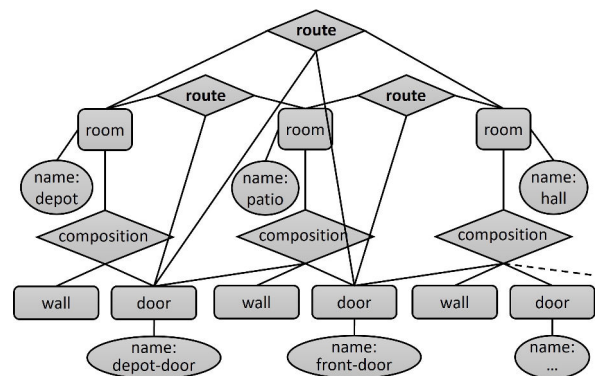 route
route
route
room
room
room
name:
depot
name:
patio
name:
hall
composition
composition
composition
wall
door
wall
door
wall
door
name:
depot-door
name:
front-door
name:
...